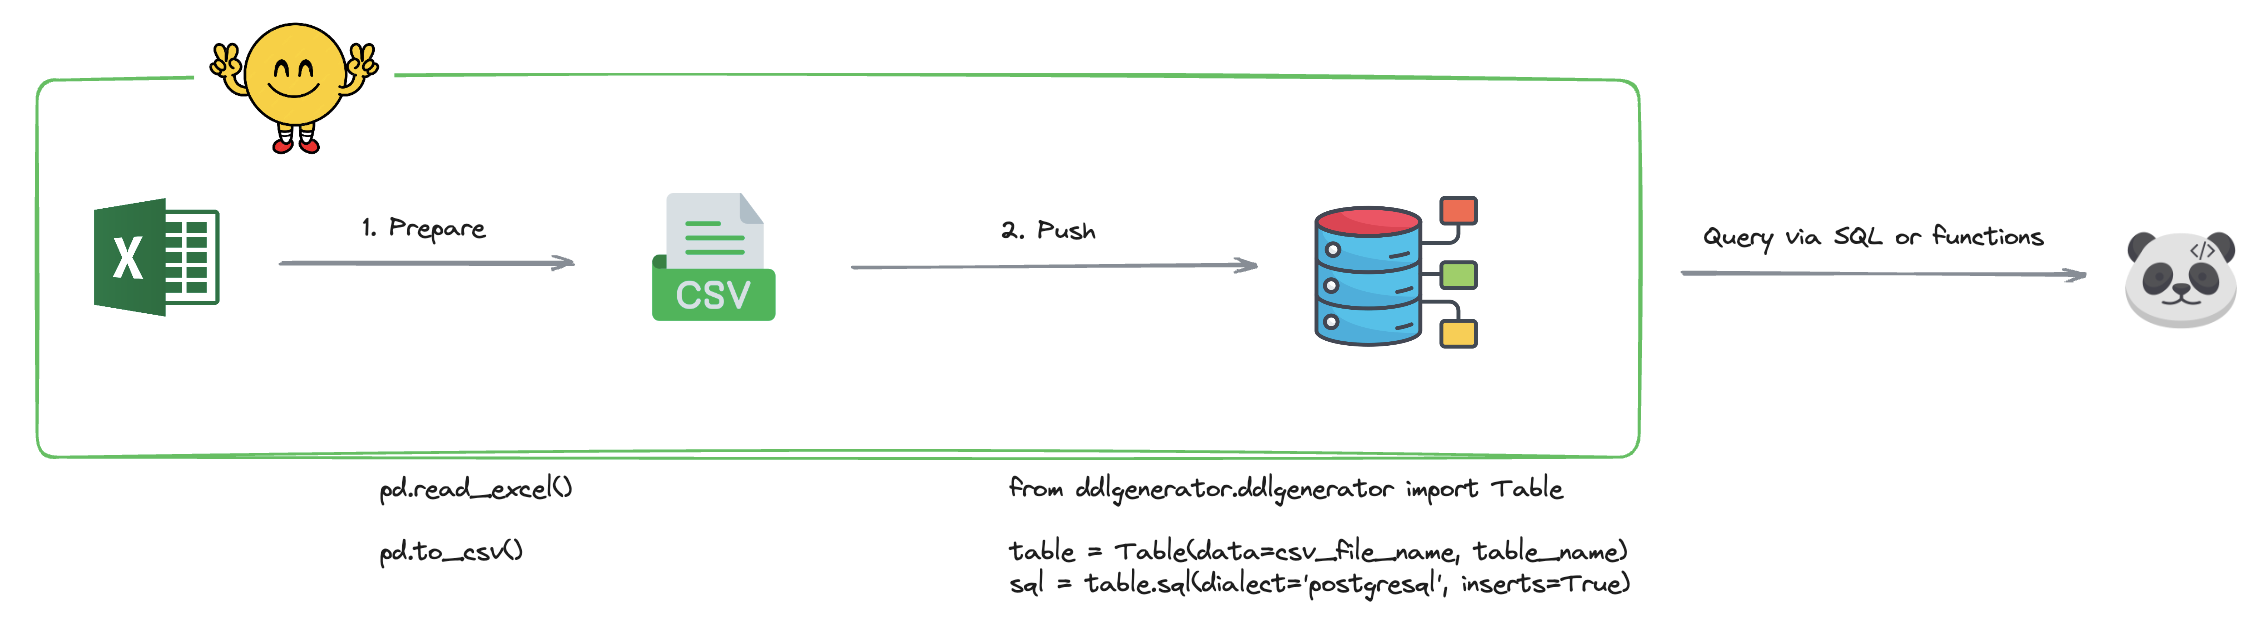 1. Prepare
2. Push
Query via SQL or functions
X
CSV
</>
pd.read_excel()
pd.to_csv()
from ddlgenerator.ddlgenerator import Table
table = Table(data=csv_file_name, table_name)
sql = table.sql(dialect='postgresql', inserts=True)